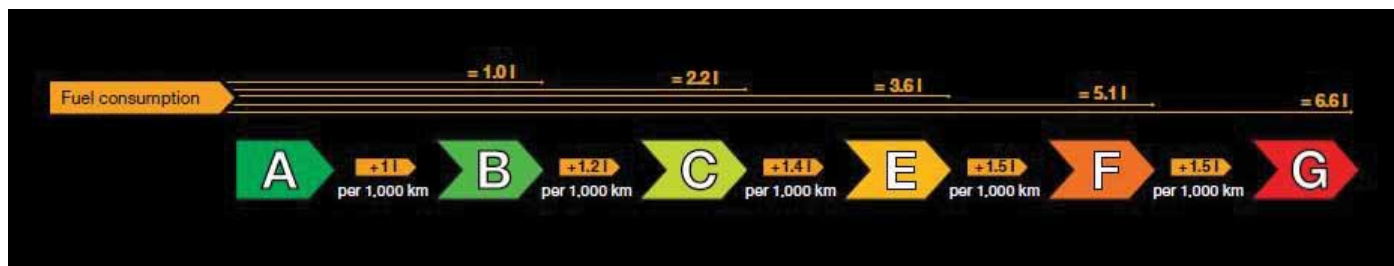 = 1.0 l
= 2.2 l
= 3.6 l
= 5.1 l
= 6.6 l
Fuel consumption
A
+1 l
B
+1.2 l
C
+1.4 l
E
+1.5 l
F
+1.5 l
G
per 1,000 km
per 1,000 km
per 1,000 km
per 1,000 km
per 1,000 km